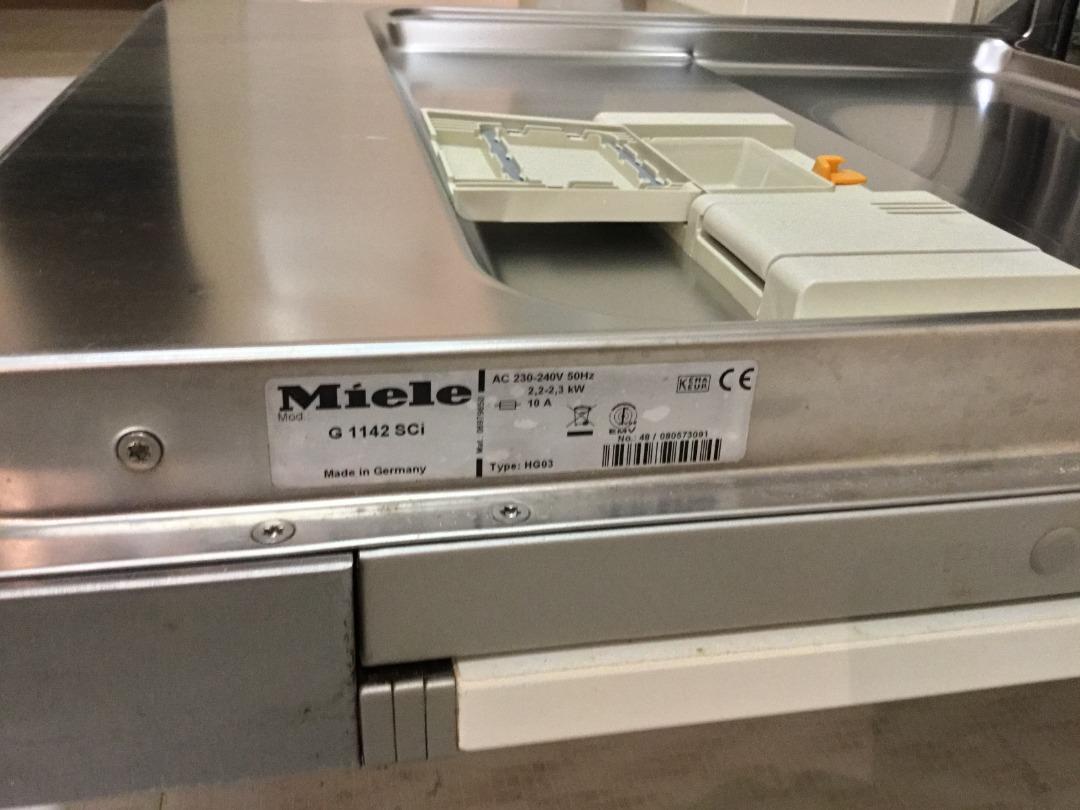 Miele
Mod.
G 1142 SCi
Made in Germany
AC 230-240V 50Hz
2,2-2,3 kW
10 A
KEMA
KEUR
CE
EMV
No.: 48 / 080573091
Type: HG03